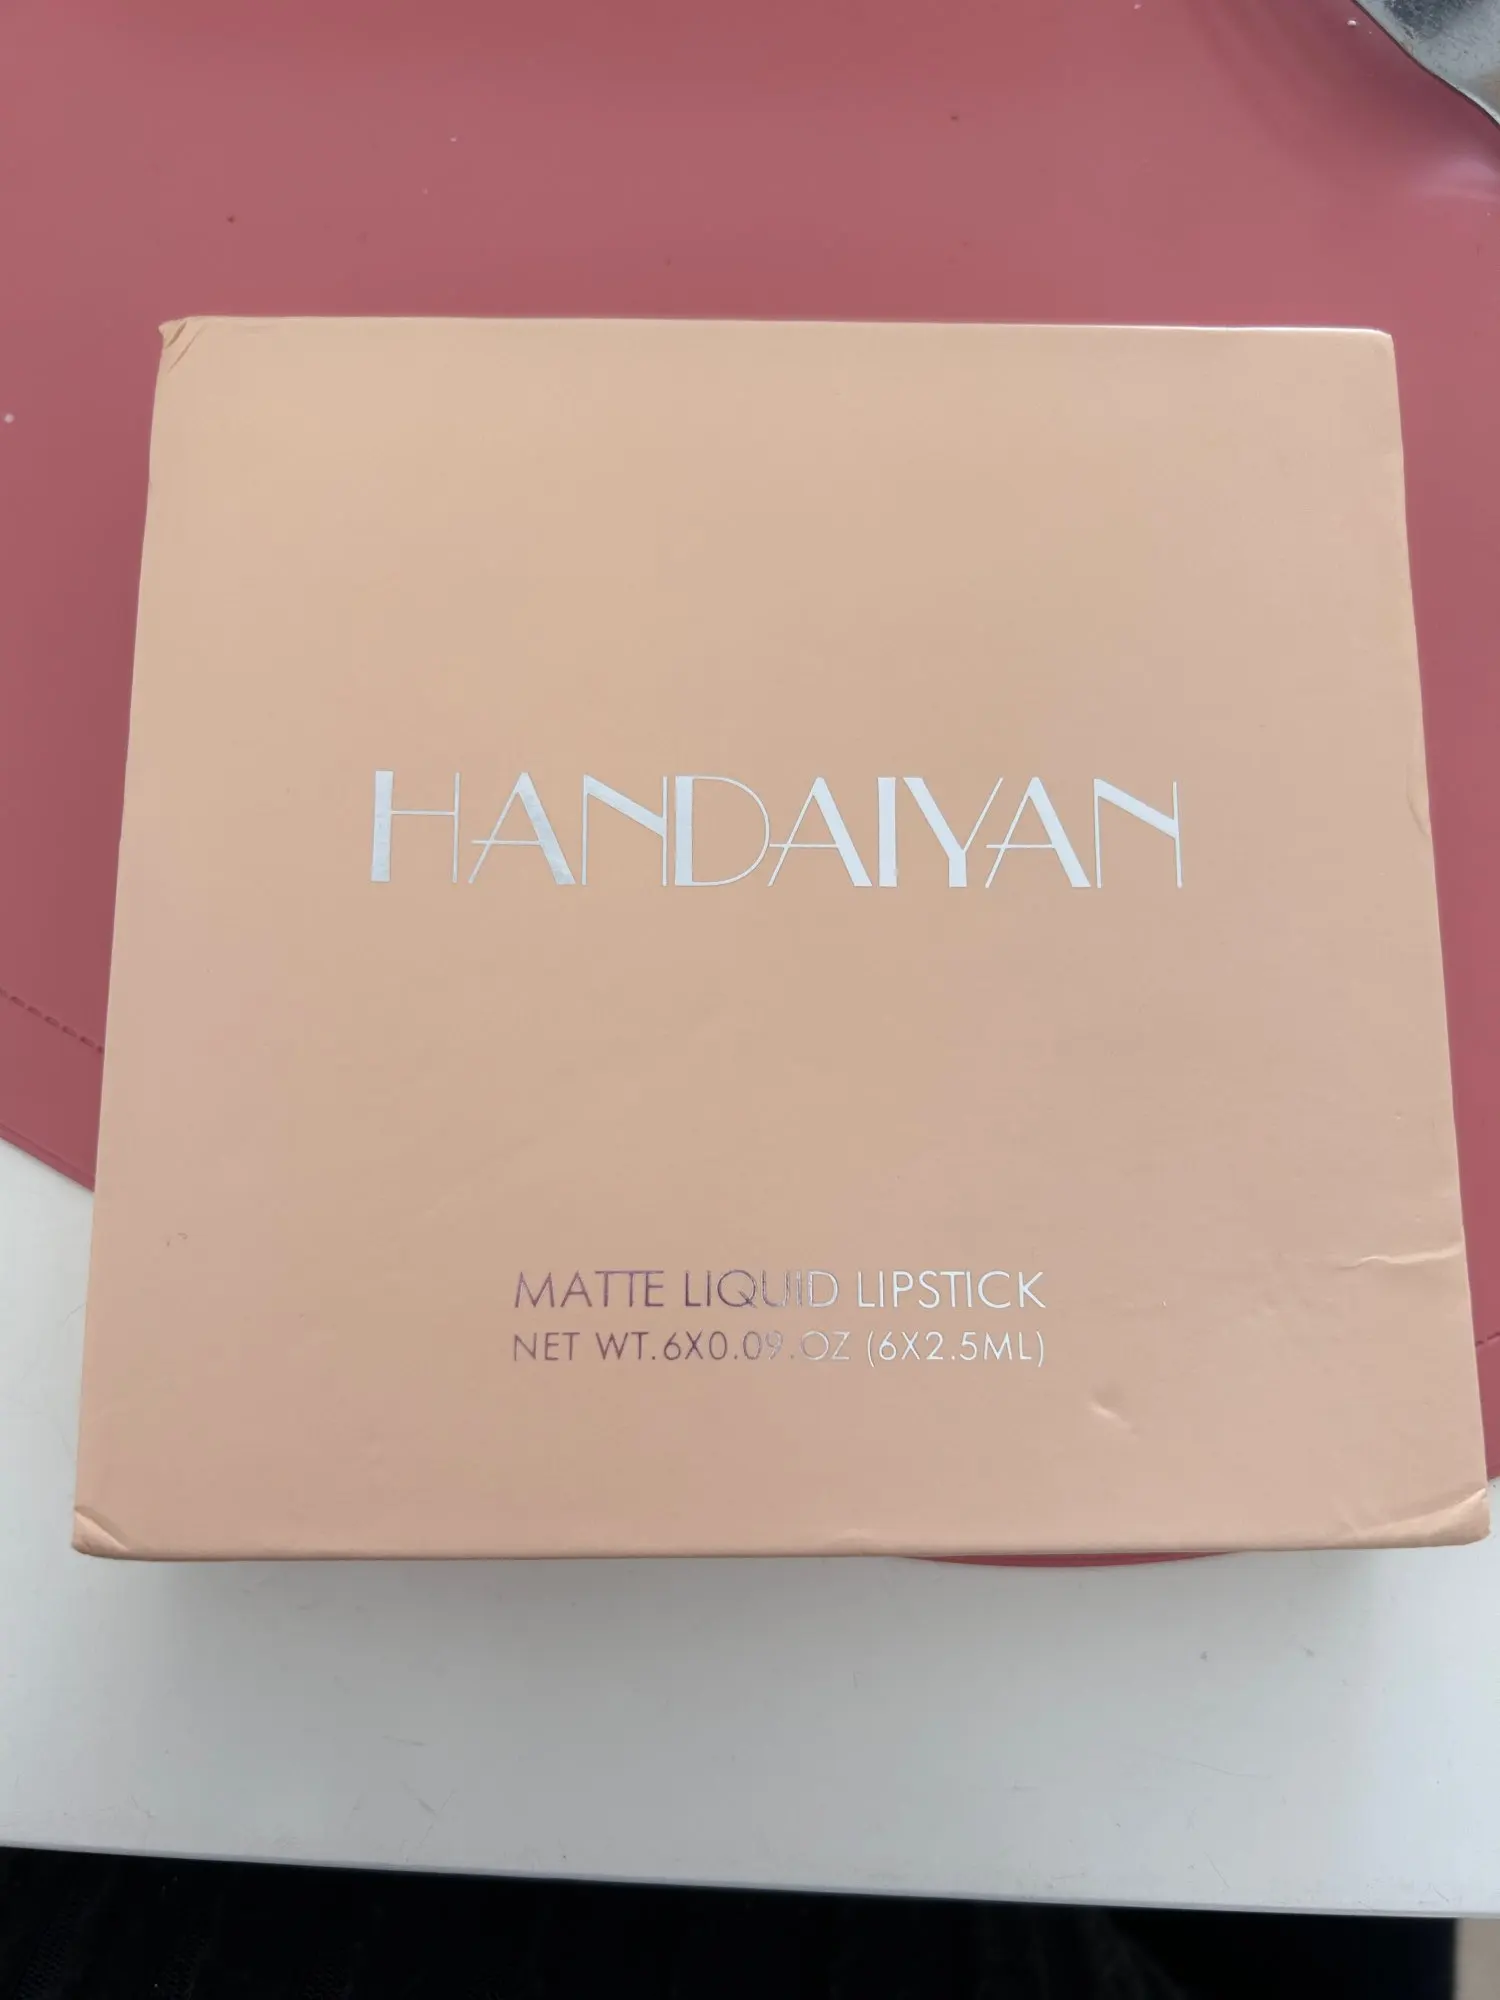 HANDAIYAN
MATTE LIQUID LIPSTICK
NET WT.6X0.09.OZ (6X2.5ML)